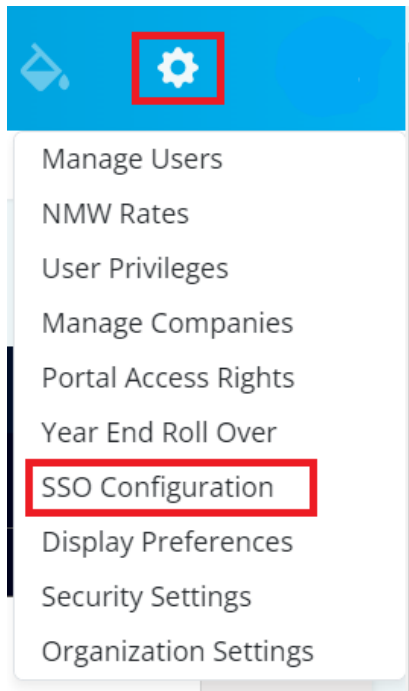 Manage Users
NMW Rates
User Privileges
Manage Companies
Portal Access Rights
Year End Roll Over
SSO Configuration
Display Preferences
Security Settings
Organization Settings